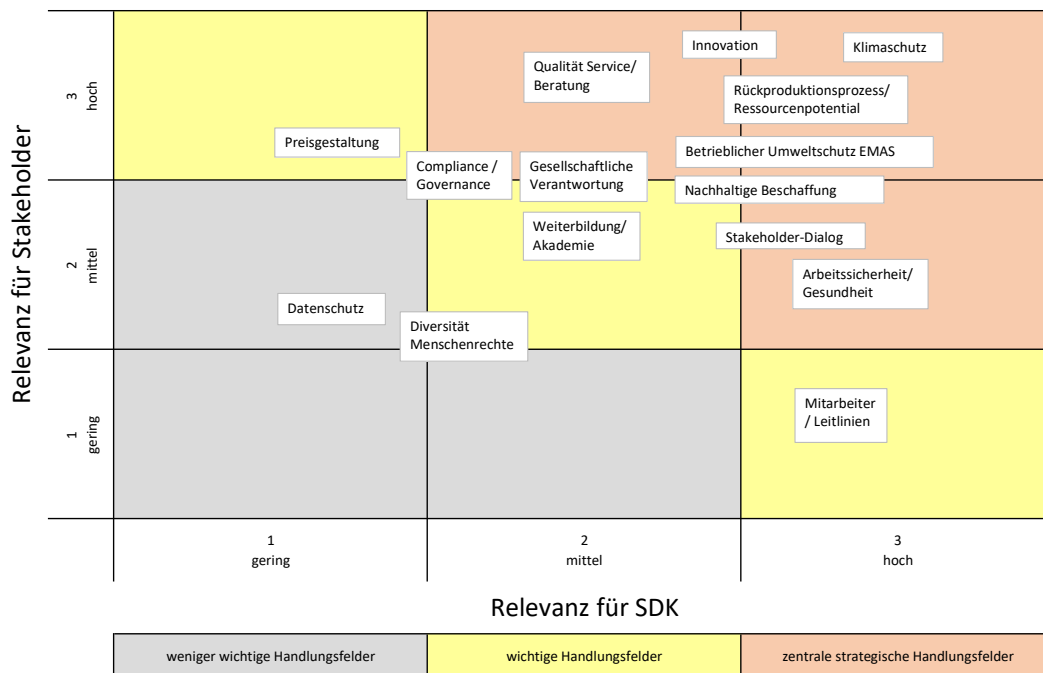 Relevanz für Stakeholder
3
hoch
2
mittel
1
gering
Innovation
Klimaschutz
Qualität Service/
Beratung
Rückproduktionsprozess/
Ressourcenpotential
Preisgestaltung
Betrieblicher Umweltschutz EMAS
Compliance /
Governance
Gesellschaftliche
Verantwortung
Nachhaltige Beschaffung
Weiterbildung/
Akademie
Stakeholder-Dialog
Arbeitssicherheit/
Gesundheit
Datenschutz
Diversität
Menschenrechte
Mitarbeiter
/ Leitlinien
1
gering
2
mittel
3
hoch
Relevanz für SDK
weniger wichtige Handlungsfelder
wichtige Handlungsfelder
zentrale strategische Handlungsfelder